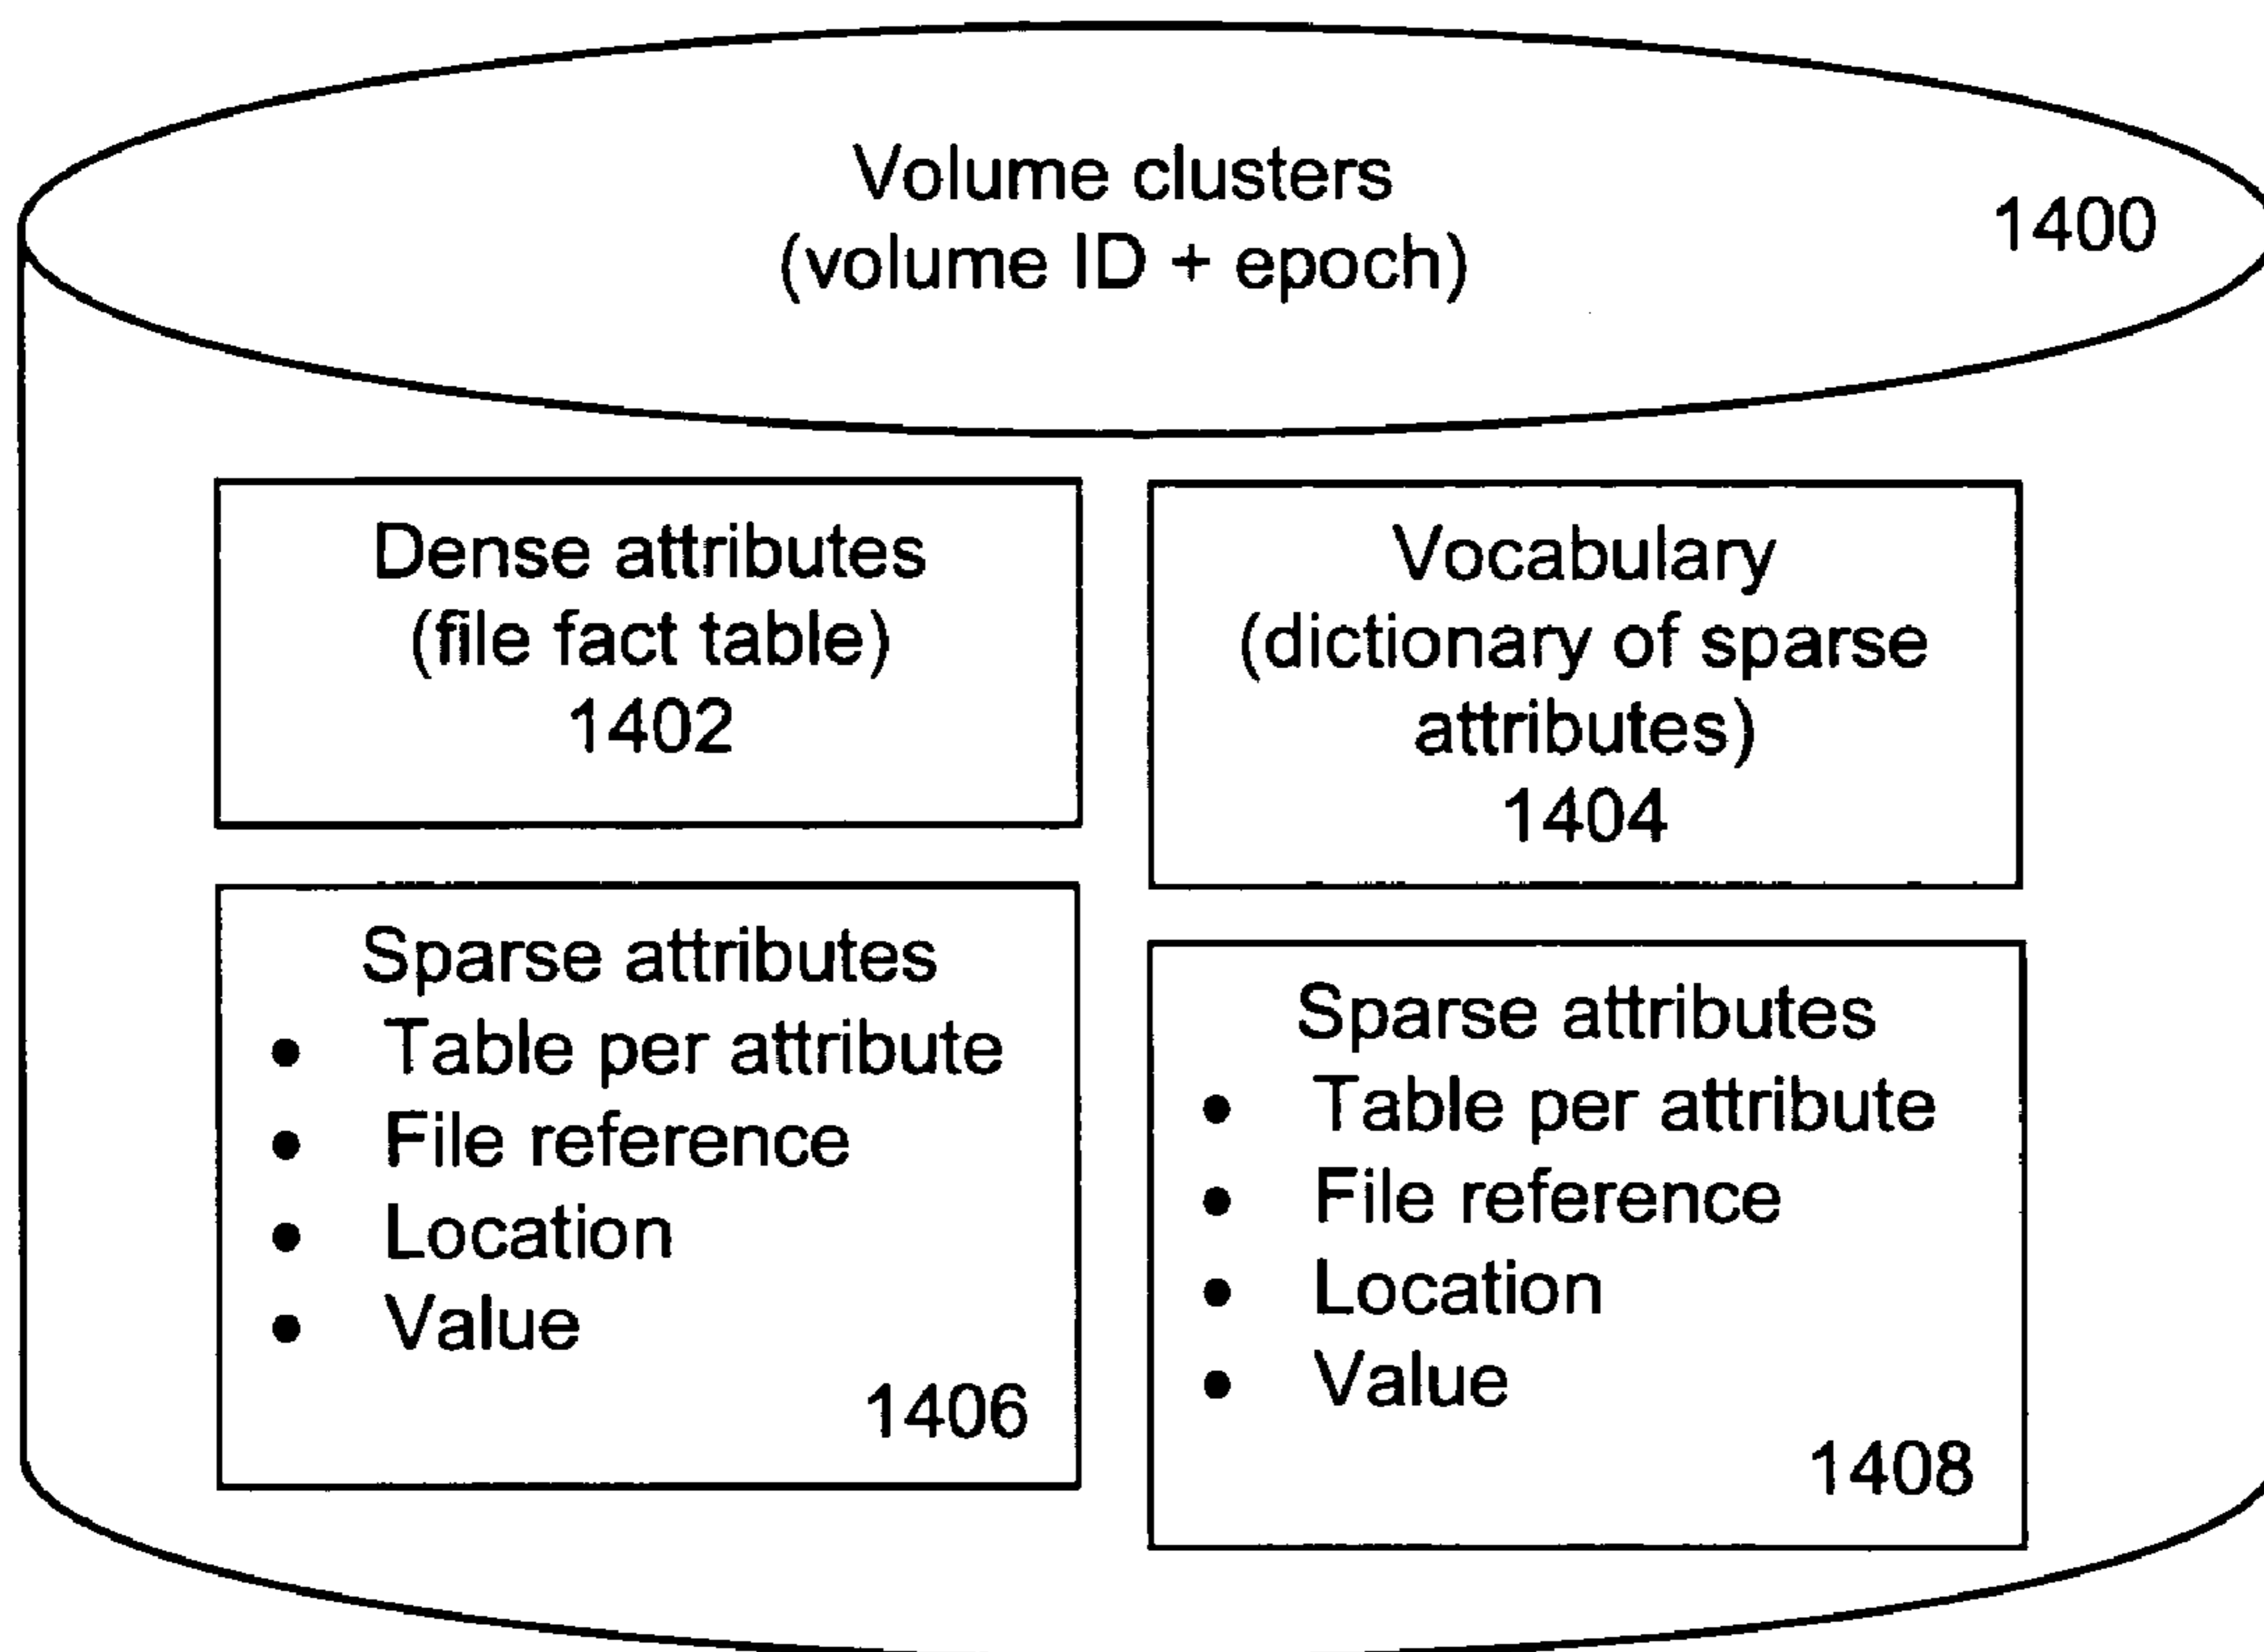 Volume clusters
(volume ID + epoch)
1400
Dense attributes
(file fact table)
1402
Vocabulary
(dictionary of sparse
attributes)
1404
Sparse attributes
• Table per attribute
• File reference
• Location
• Value
1406
Sparse attributes
• Table per attribute
• File reference
• Location
• Value
1408